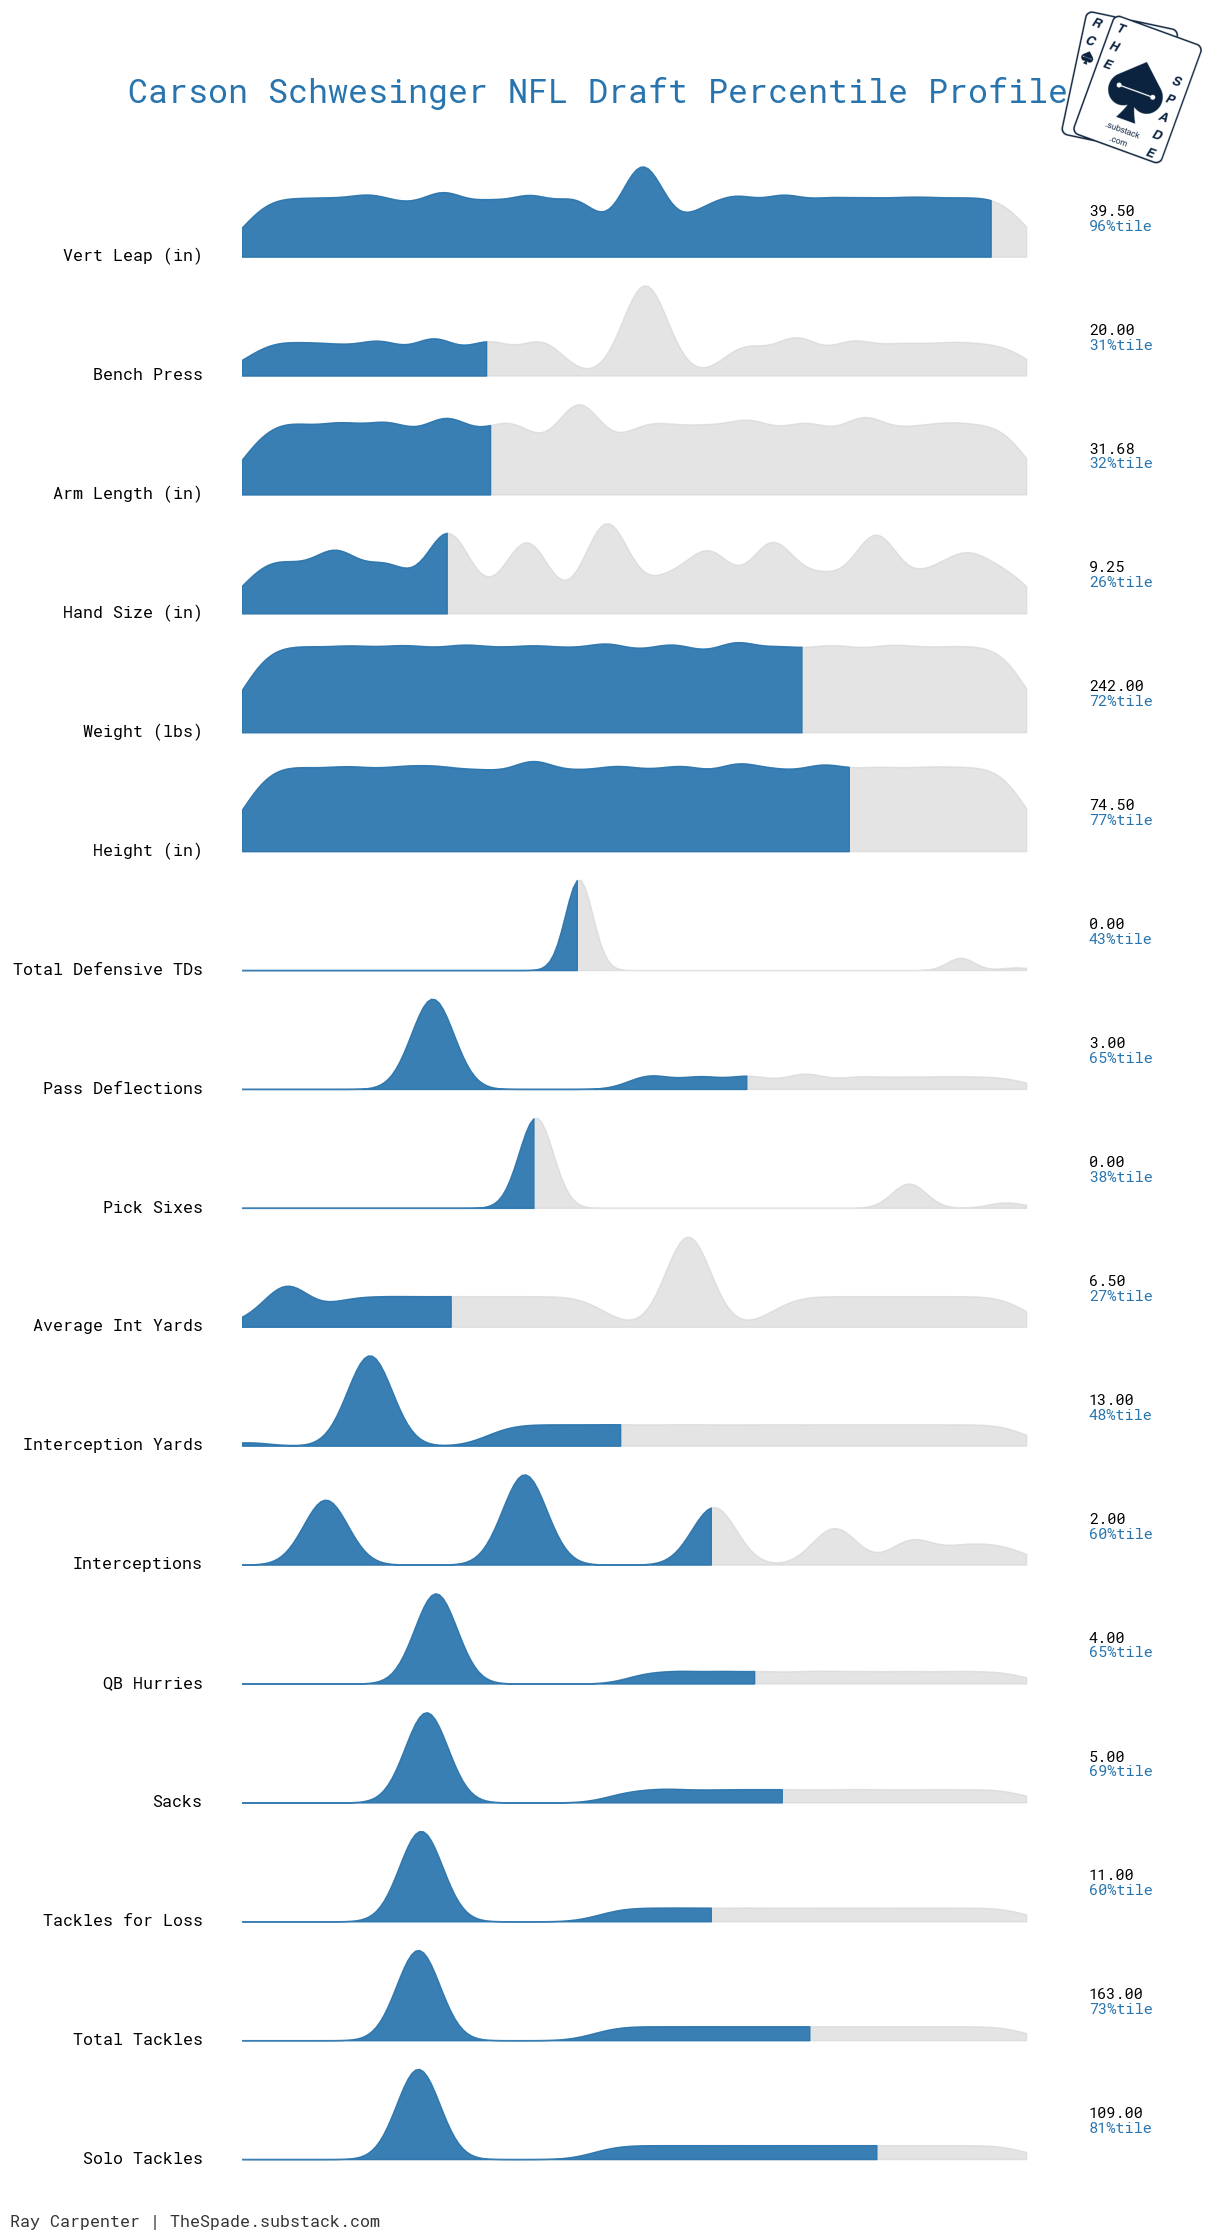 R
C
T
H
E
S
P
A
D
E
.substack
.com
Carson Schwesinger NFL Draft Percentile Profile
Vert Leap (in)
39.50
96%tile
Bench Press
20.00
31%tile
Arm Length (in)
31.68
32%tile
Hand Size (in)
9.25
26%tile
Weight (lbs)
242.00
72%tile
Height (in)
74.50
77%tile
Total Defensive TDs
0.00
43%tile
Pass Deflections
3.00
65%tile
Pick Sixes
0.00
38%tile
Average Int Yards
6.50
27%tile
Interception Yards
13.00
48%tile
Interceptions
2.00
60%tile
QB Hurries
4.00
65%tile
Sacks
5.00
69%tile
Tackles for Loss
11.00
60%tile
Total Tackles
163.00
73%tile
Solo Tackles
109.00
81%tile
Ray Carpenter | TheSpade.substack.com